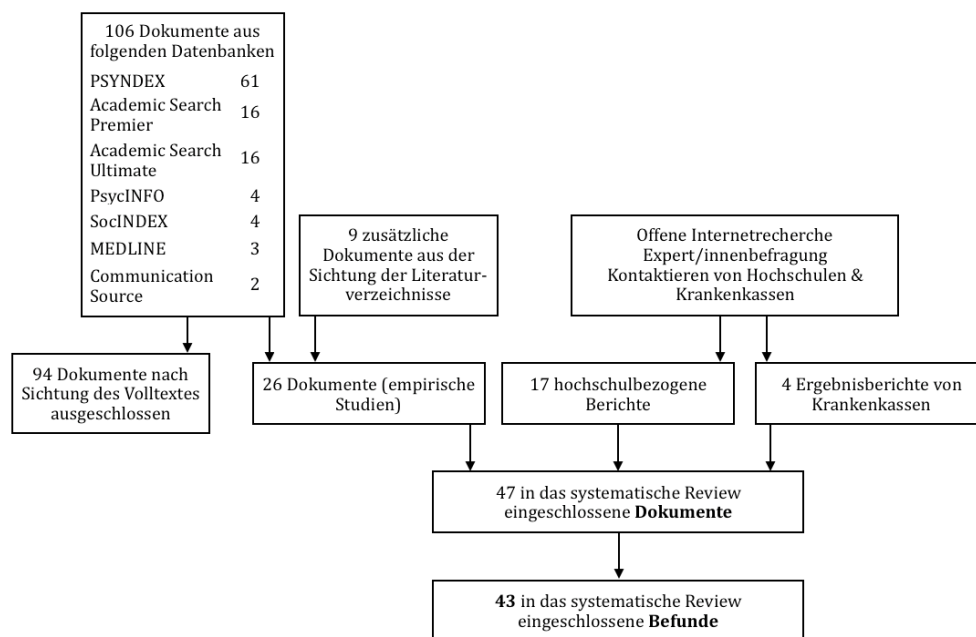 106 Dokumente aus
folgenden Datenbanken
PSYNDEX 61
Academic Search
Premier 16
Academic Search
Ultimate 16
PsycINFO 4
SocINDEX 4
MEDLINE 3
Communication
Source 2
9 zusätzliche
Dokumente aus der
Sichtung der Literatur-
verzeichnisse
Offene Internetrecherche
Expert/innenbefragung
Kontaktieren von Hochschulen &
Krankenkassen
94 Dokumente nach
Sichtung des Volltextes
ausgeschlossen
26 Dokumente (empirische
Studien)
17 hochschulbezogene
Berichte
4 Ergebnisberichte von
Krankenkassen
47 in das systematische Review
eingeschlossene Dokumente
43 in das systematische Review
eingeschlossene Befunde